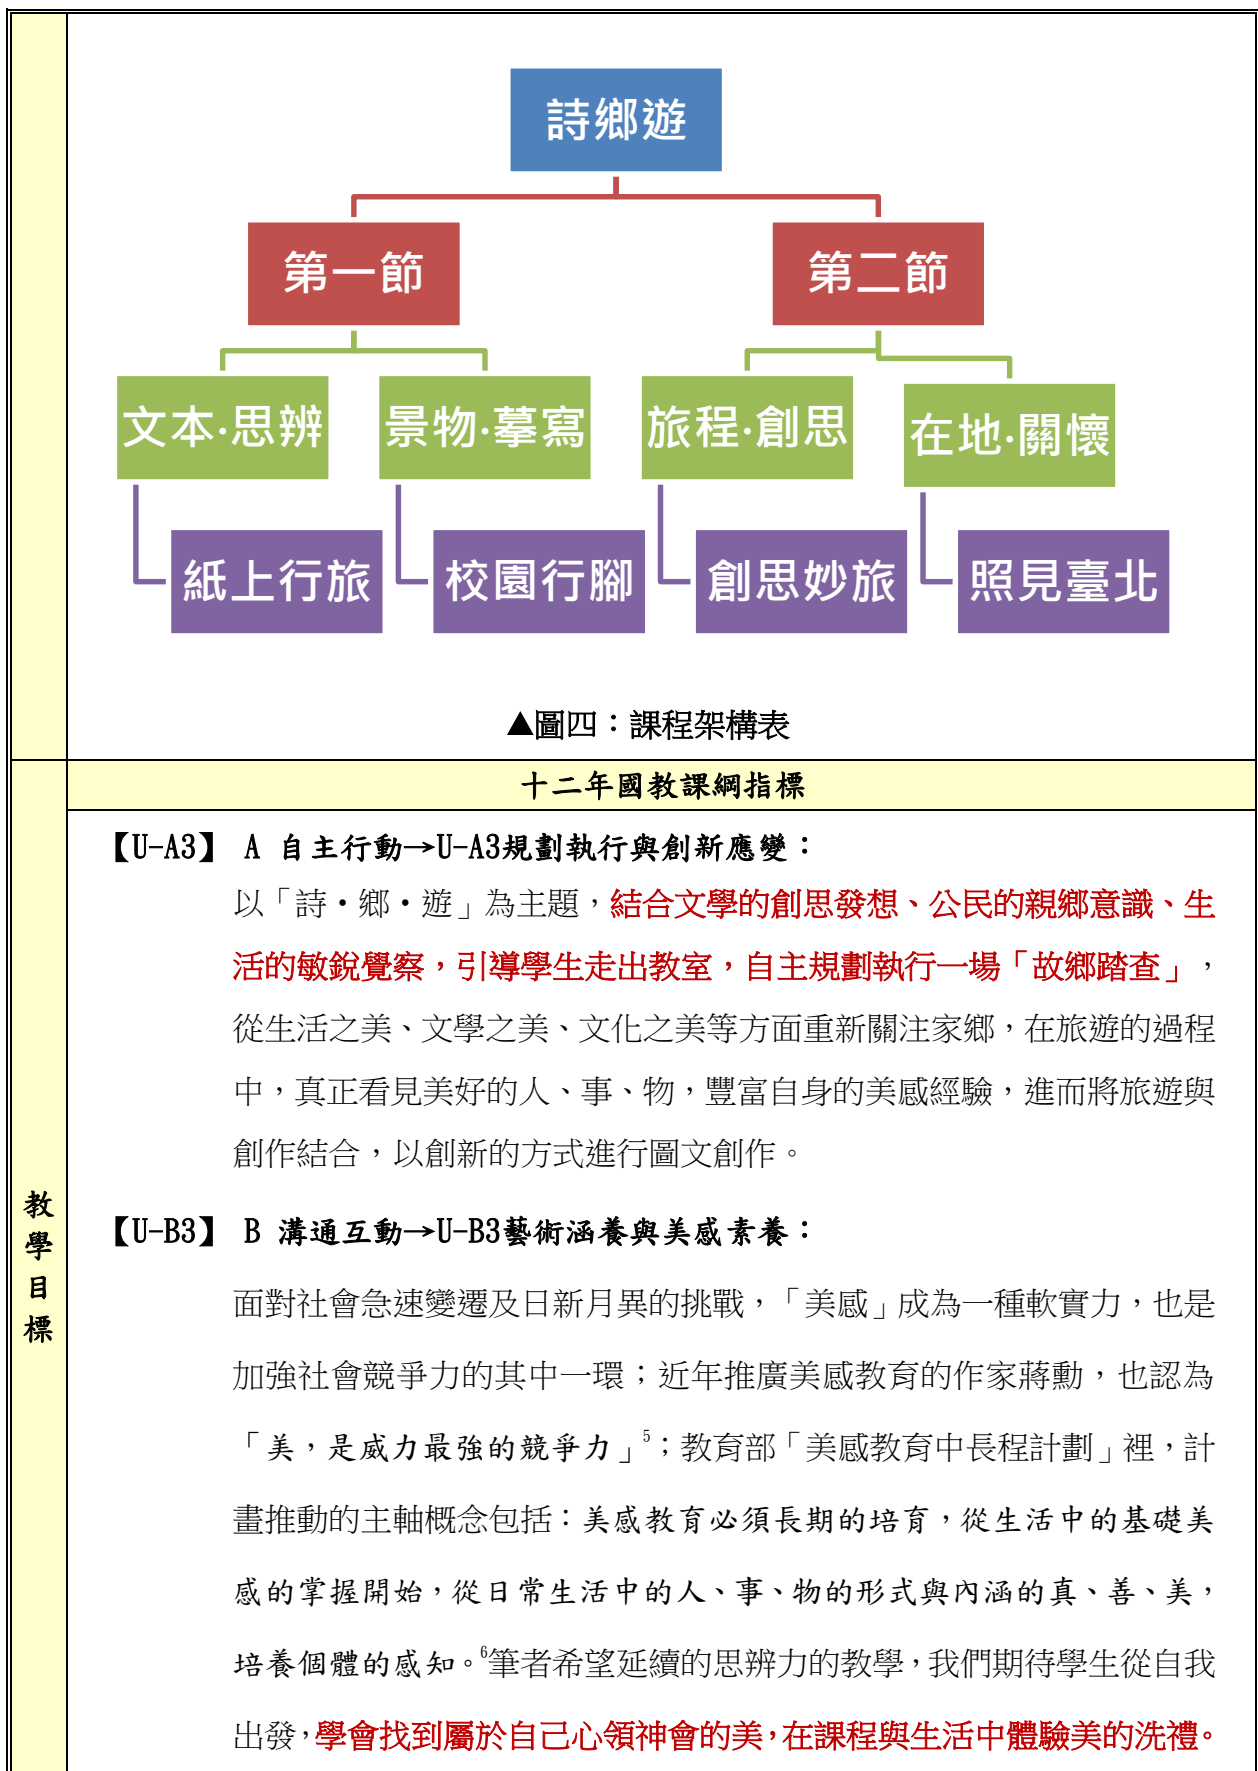 詩鄉遊
第一節
第二節
文本·思辨
景物·摹寫
旅程·創思
在地·關懷
紙上行旅
校園行腳
創思妙旅
照見臺北
▲圖四：課程架構表
教學目標
十二年國教課綱指標
【U-A3】 A 自主行動→U-A3規劃執行與創新應變：
以「詩·鄉·遊」為主題，結合文學的創思發想、公民的親鄉意識、生
活的敏銳覺察，引導學生走出教室，自主規劃執行一場「故鄉踏查」，
從生活之美、文學之美、文化之美等方面重新關注家鄉，在旅遊的過程
中，真正看見美好的人、事、物，豐富自身的美感經驗，進而將旅遊與
創作結合，以創新的方式進行圖文創作。
【U-B3】 B 溝通互動→U-B3藝術涵養與美感素養：
面對社會急速變遷及日新月異的挑戰，「美感」成為一種軟實力，也是
加強社會競爭力的其中一環；近年推廣美感教育的作家蔣勳，也認為
「美，是威力最強的競爭力」5；教育部「美感教育中長程計劃」裡，計
畫推動的主軸概念包括：美感教育必須長期的培育，從生活中的基礎美
感的掌握開始，從日常生活中的人、事、物的形式與內涵的真、善、美，
培養個體的感知。6筆者希望延續的思辨力的教學，我們期待學生從自我
出發，學會找到屬於自己心領神會的美，在課程與生活中體驗美的洗禮。